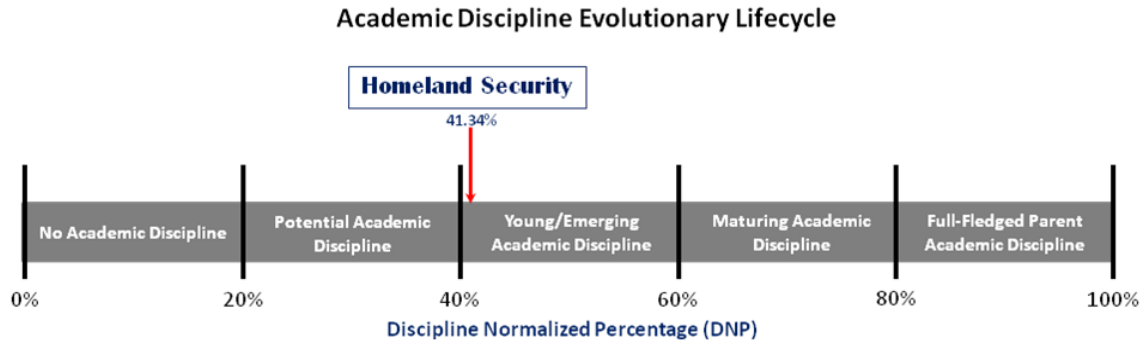 Academic Discipline Evolutionary Lifecycle
Homeland Security
41.34%
No Academic Discipline
Potential Academic
Discipline
Young/Emerging
Academic Discipline
Maturing Academic
Discipline
Full-Fledged Parent
Academic Discipline
0%
20%
40%
60%
80%
100%
Discipline Normalized Percentage (DNP)